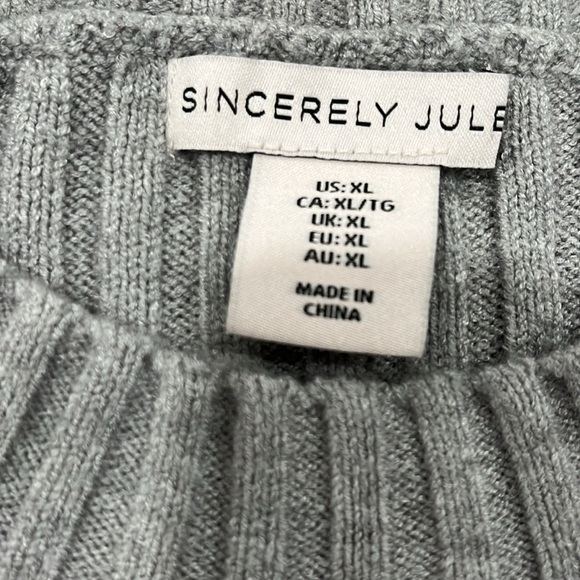 SINCERELY JULE
US: XL
CA: XL/TG
UK: XL
EU: XL
AU: XL
MADE IN
CHINA